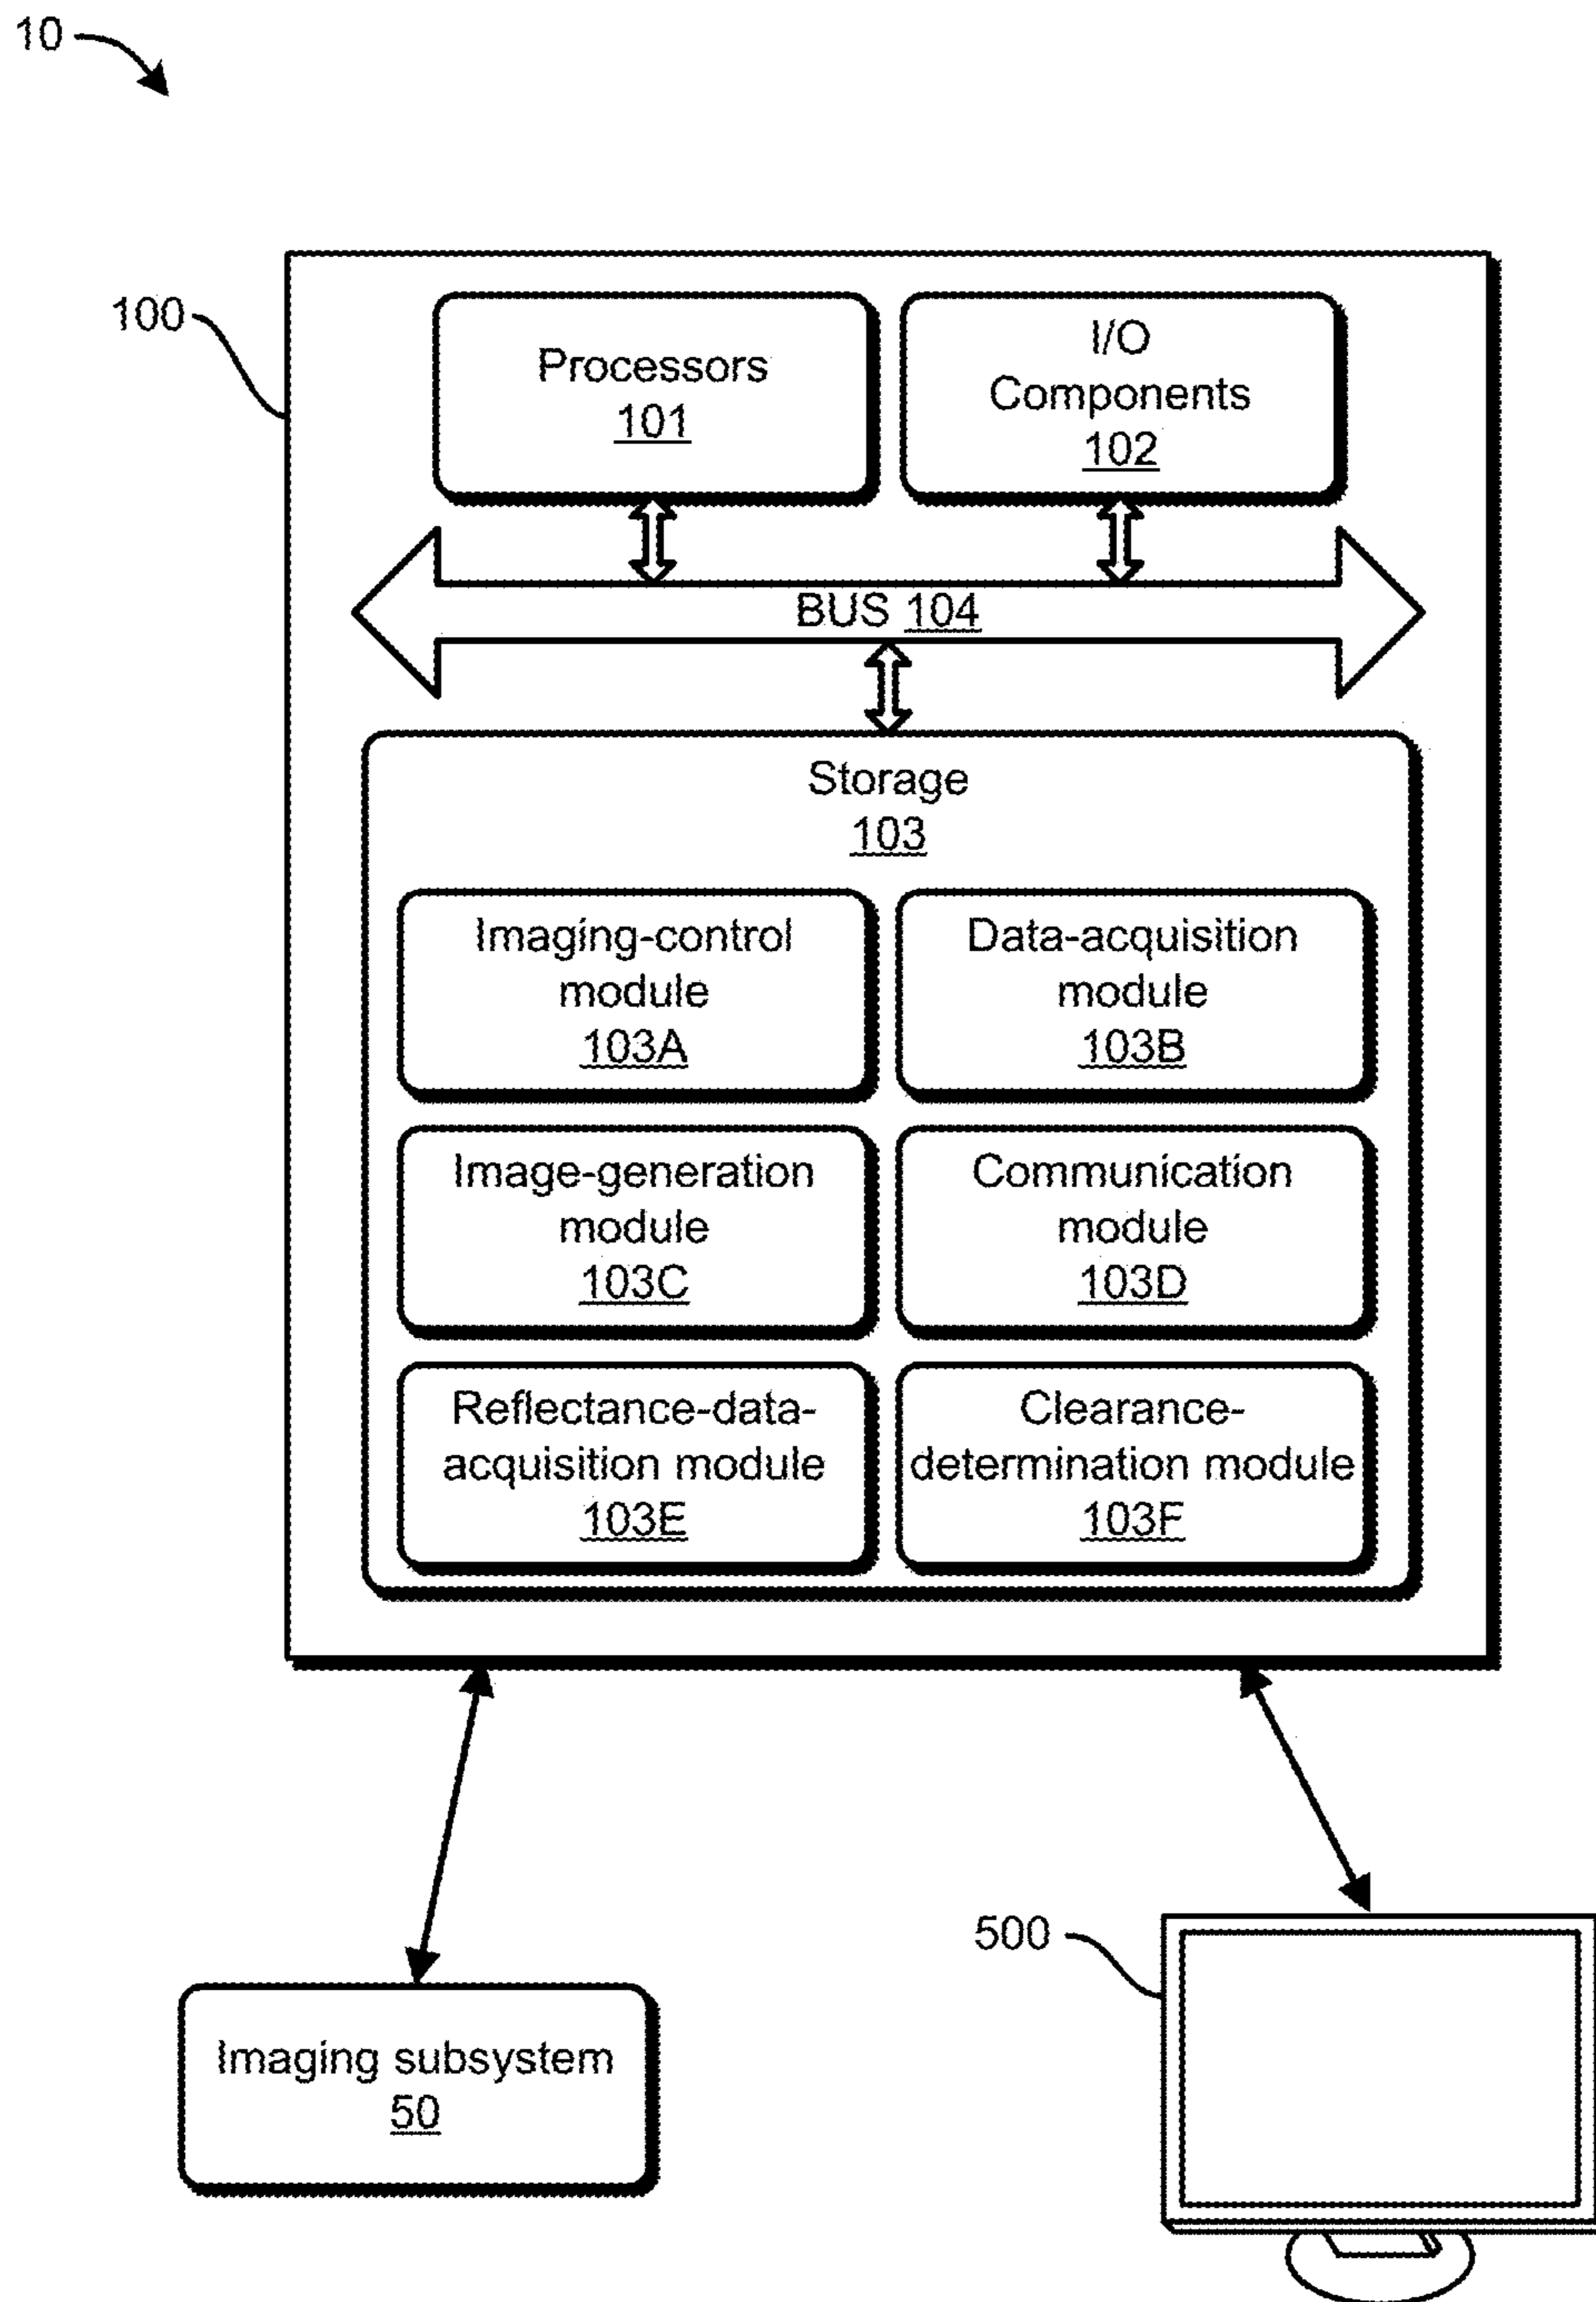 10
100
Processors
101
I/O
Components
102
BUS 104
Storage
103
Imaging-control
module
103A
Data-acquisition
module
103B
Image-generation
module
103C
Communication
module
103D
Reflectance-data-
acquisition module
103E
Clearance-
determination module
103F
500
Imaging subsystem
50